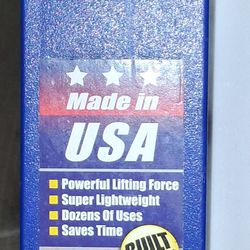 Made in
USA
Powerful Lifting Force
Super Lightweight
Dozens Of Uses
Saves Time
BUILT